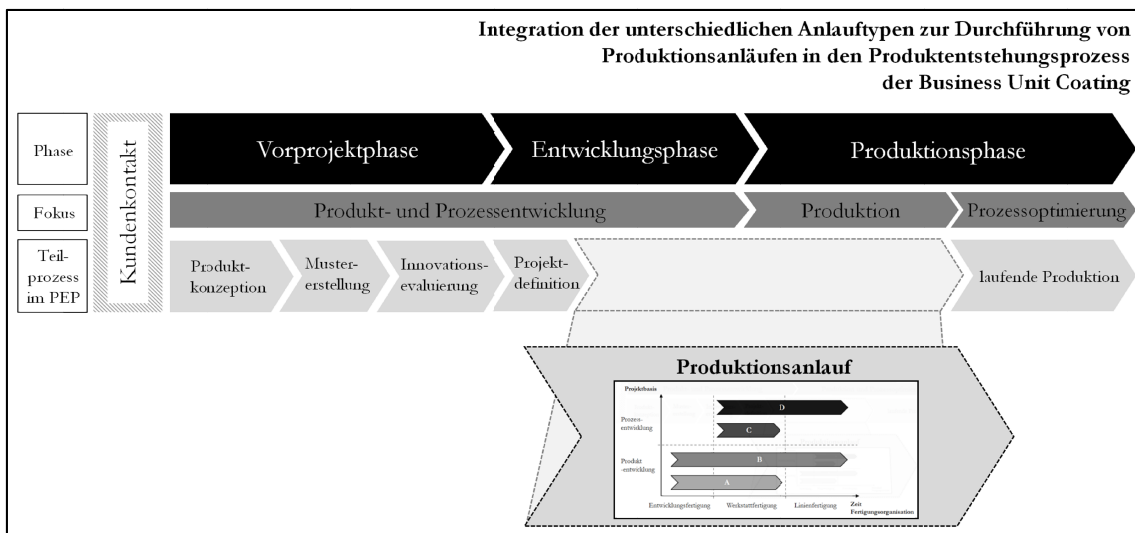 Integration der unterschiedlichen Anlauftypen zur Durchführung von
Produktionsanläufen in den Produktentstehungsprozess
der Business Unit Coating
Phase
Kundenkontakt
Vorprojektphase
Entwicklungsphase
Produktionsphase
Fokus
Produkt- und Prozessentwicklung
Produktion
Prozessoptimierung
Teil-
prozess
im PEP
Produkt-
konzeption
Muster-
erstellung
Innovations-
evaluierung
Projekt-
definition
laufende Produktion
Produktionsanlauf
Projektbasis
Prozess-
entwicklung
D
C
Produkt
-entwicklung
B
A
Entwicklungsfertigung
Werkstattfertigung
Linienfertigung
Zeit
Fertigungsorganisation